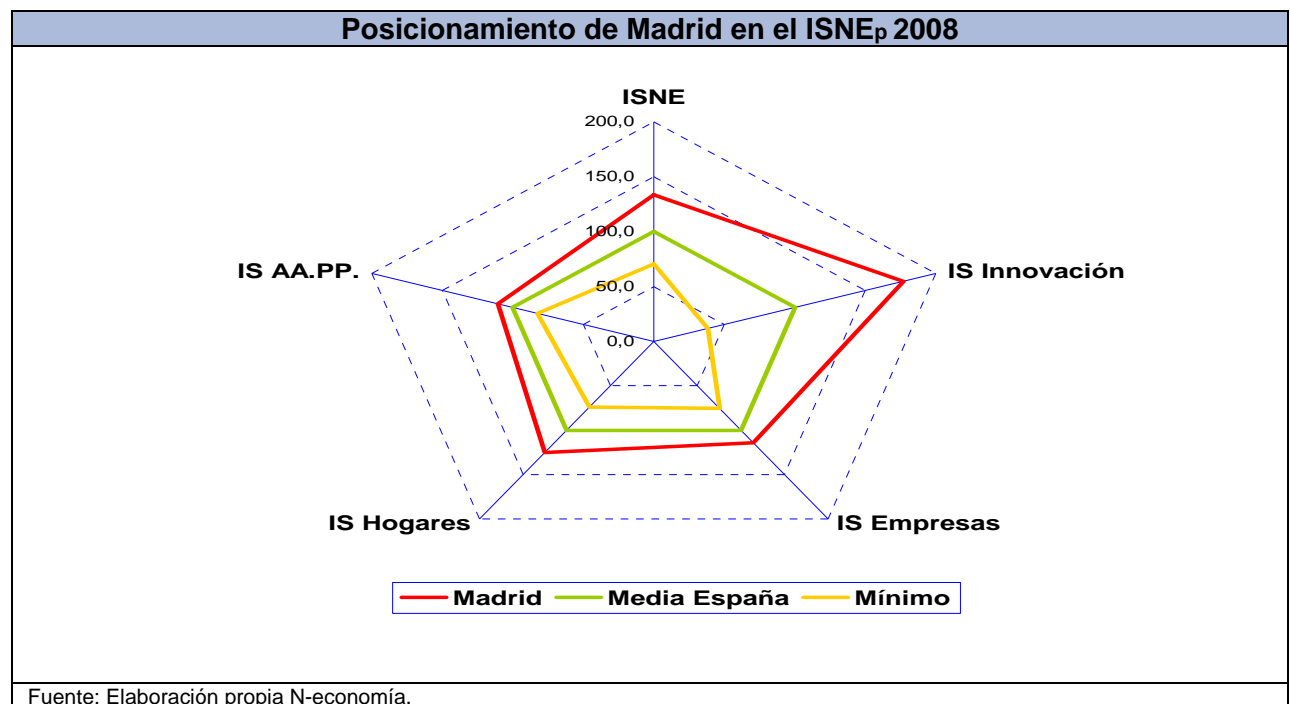 Posicionamiento de Madrid en el ISNEp 2008
ISNE
200,0
150,0
100,0
50,0
0,0
IS AA.PP.
IS Innovación
IS Hogares
IS Empresas
Madrid Media España Mínimo
Fuente: Elaboración propia N-economía.